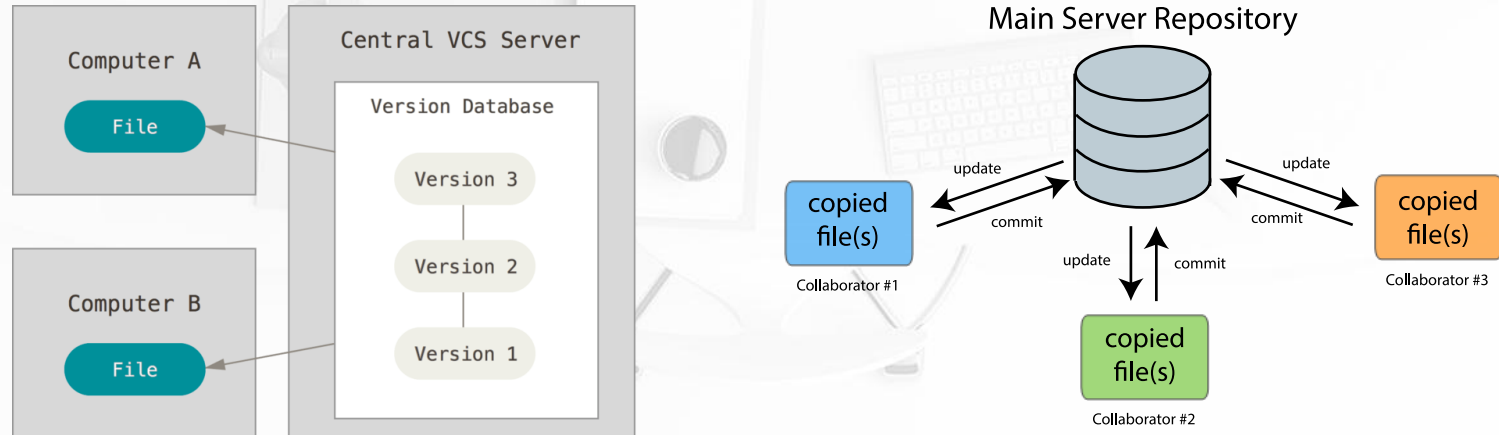 Computer A
File
Computer B
File
Central VCS Server
Version Database
Version 3
Version 2
Version 1
Main Server Repository
update
commit
copied
file(s)
Collaborator #1
update
commit
copied
file(s)
Collaborator #2
update
commit
copied
file(s)
Collaborator #3